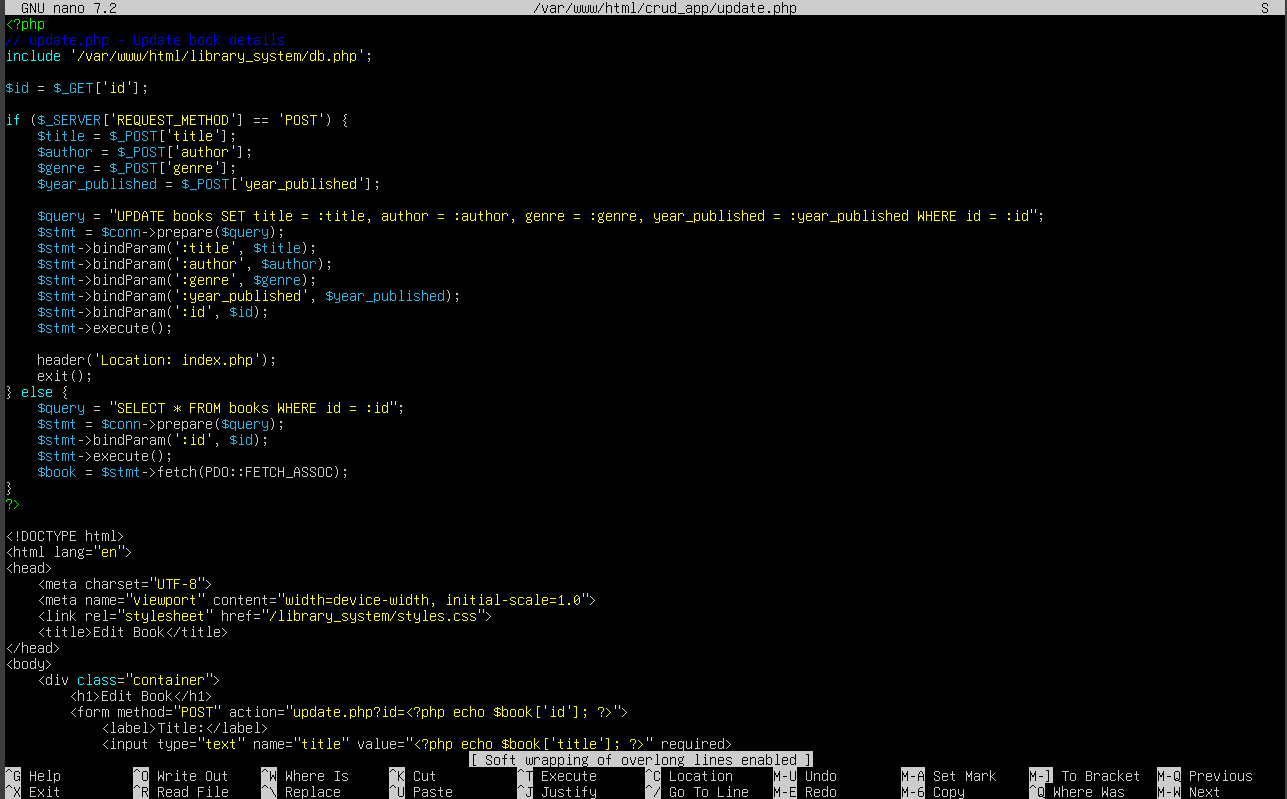 GNU nano 7.2 /var/www/html/crud_app/update.php S
<?php
// update.php - Update book details
include '/var/www/html/library_system/db.php';

$id = $_GET['id'];

if ($_SERVER['REQUEST_METHOD'] == 'POST') {
    $title = $_POST['title'];
    $author = $_POST['author'];
    $genre = $_POST['genre'];
    $year_published = $_POST['year_published'];

    $query = "UPDATE books SET title = :title, author = :author, genre = :genre, year_published = :year_published WHERE id = :id";
    $stmt = $conn->prepare($query);
    $stmt->bindParam(':title', $title);
    $stmt->bindParam(':author', $author);
    $stmt->bindParam(':genre', $genre);
    $stmt->bindParam(':year_published', $year_published);
    $stmt->bindParam(':id', $id);
    $stmt->execute();

    header('Location: index.php');
    exit();
} else {
    $query = "SELECT * FROM books WHERE id = :id";
    $stmt = $conn->prepare($query);
    $stmt->bindParam(':id', $id);
    $stmt->execute();
    $book = $stmt->fetch(PDO::FETCH_ASSOC);
}
?>

<!DOCTYPE html>
<html lang="en">
<head>
    <meta charset="UTF-8">
    <meta name="viewport" content="width=device-width, initial-scale=1.0">
    <link rel="stylesheet" href="/library_system/styles.css">
    <title>Edit Book</title>
</head>
<body>
    <div class="container">
        <h1>Edit Book</h1>
        <form method="POST" action="update.php?id=<?php echo $book['id']; ?>">
            <label>Title:</label>
            <input type="text" name="title" value="<?php echo $book['title']; ?>" required>
[ Soft wrapping of overlong lines enabled ]
^G Help ^O Write Out ^W Where Is ^K Cut ^T Execute ^C Location M-U Undo M-A Set Mark M-] To Bracket M-Q Previous
^X Exit ^R Read File ^\ Replace ^U Paste ^J Justify ^/ Go To Line M-E Redo M-6 Copy ^Q Where Was M-W Next